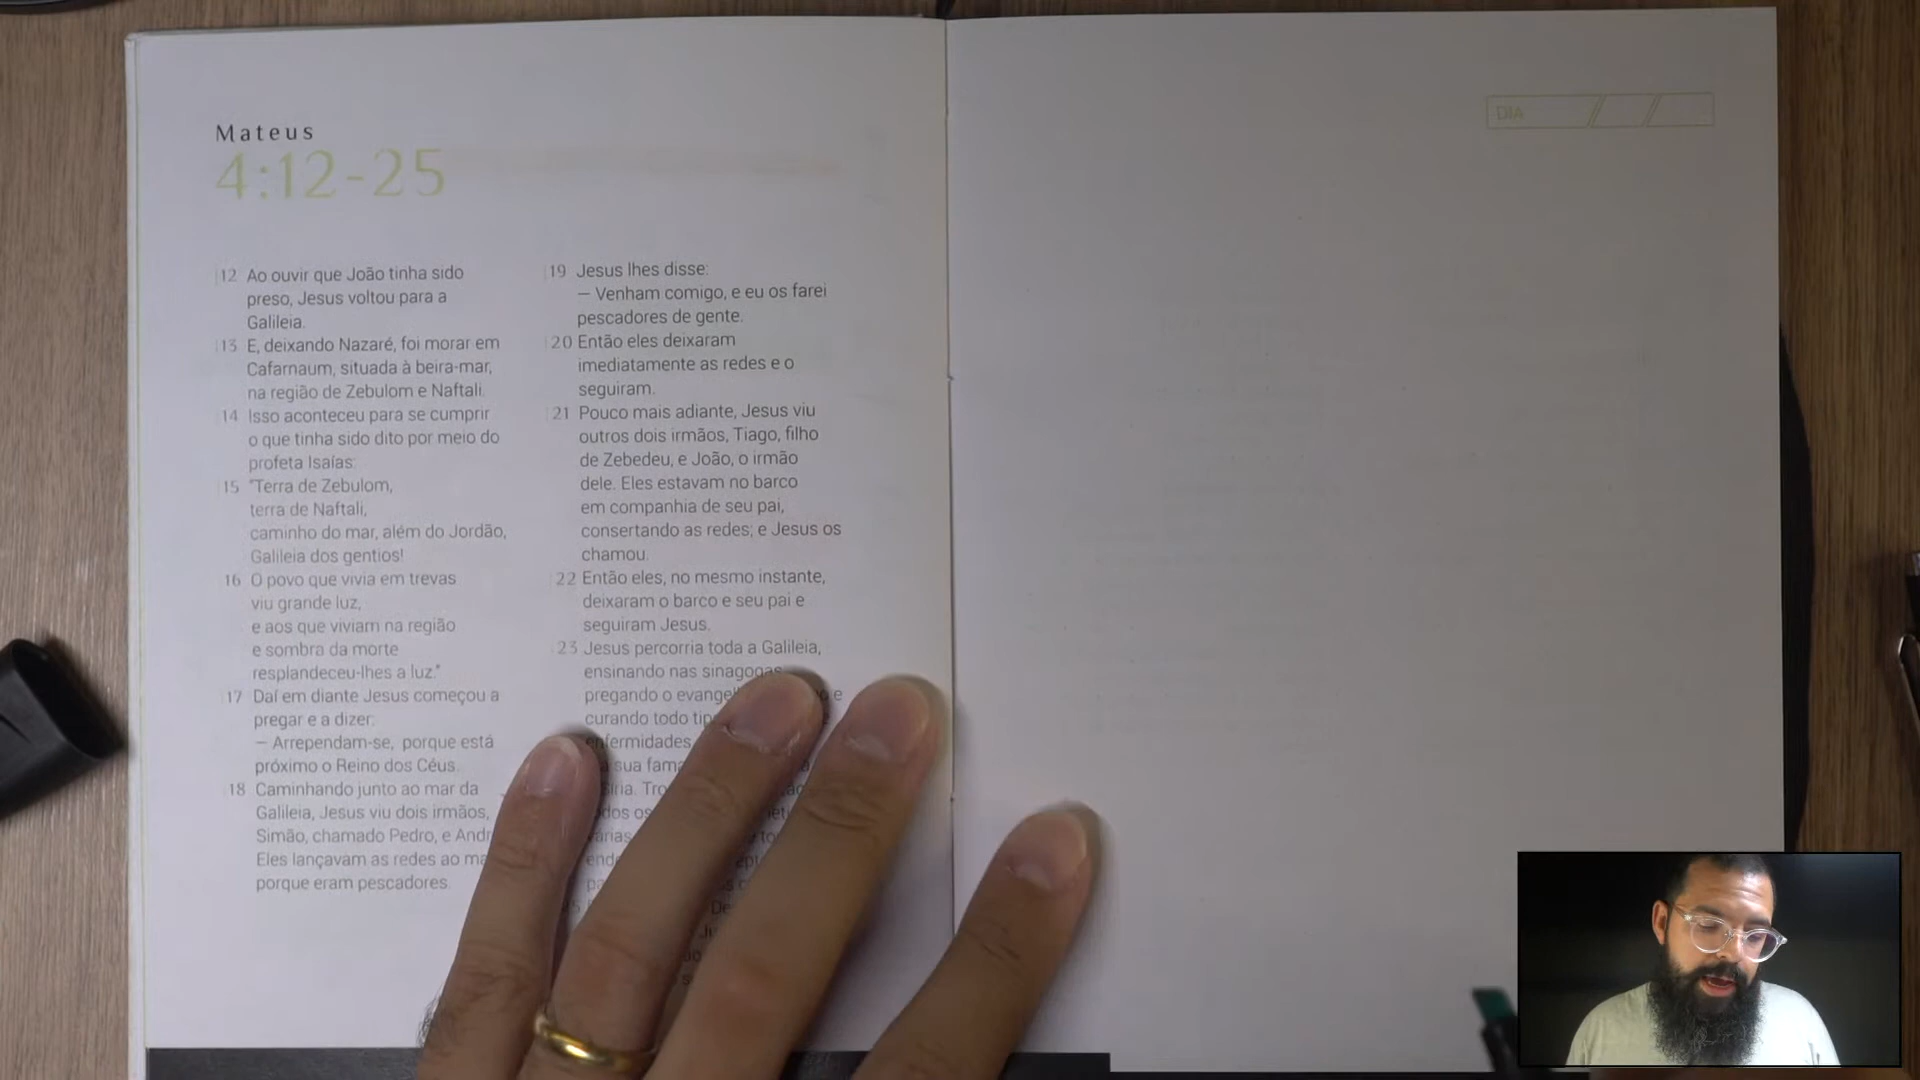 Mateus
4:12-25
12 Ao ouvir que João tinha sido
preso, Jesus voltou para a
Galileia.
13 E, deixando Nazaré, foi morar em
Cafarnaum, situada à beira-mar,
na região de Zebulom e Naftali.
14 Isso aconteceu para se cumprir
o que tinha sido dito por meio do
profeta Isaías:
15 "Terra de Zebulom,
terra de Naftali,
caminho do mar, além do Jordão,
Galileia dos gentios!
16 O povo que vivia em trevas
viu grande luz,
e aos que viviam na região
e sombra da morte
resplandeceu-lhes a luz."
17 Daí em diante Jesus começou a
pregar e a dizer:
— Arrependam-se, porque está
próximo o Reino dos Céus.
18 Caminhando junto ao mar da
Galileia, Jesus viu dois irmãos,
Simão, chamado Pedro, e
Eles lançavam as redes ao
porque eram pescadores.
19 Jesus lhes disse:
— Venham comigo, e eu os farei
pescadores de gente.
20 Então eles deixaram
imediatamente as redes e o
seguiram.
21 Pouco mais adiante, Jesus viu
outros dois irmãos, Tiago, filho
de Zebedeu, e João, o irmão
dele. Eles estavam no barco
em companhia de seu pai,
consertando as redes; e Jesus os
chamou.
22 Então eles, no mesmo instante,
deixaram o barco e seu pai e
seguiram Jesus.
23 Jesus percorria toda a Galileia,
ensinando nas sinagogas,
pregando o e
curando todo
enfermidades
sua fama
DIA